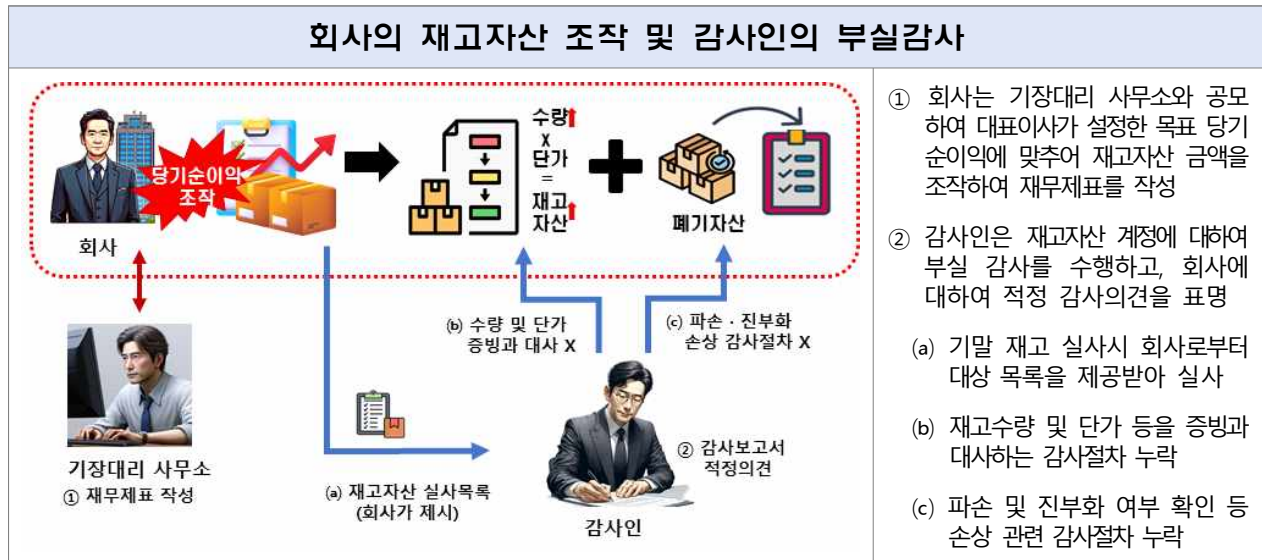 회사의 재고자산 조작 및 감사인의 부실감사
당기순이익
조작
회사
수량
X
단가
=
재고
자산
폐기자산
(b) 수량 및 단가
증빙과 대사 X
(c) 파손 · 진부화
손상 감사절차 X
기장대리 사무소
① 재무제표 작성
(a) 재고자산 실사목록
(회사가 제시)
② 감사보고서
적정의견
감사인
① 회사는 기장대리 사무소와 공모
하여 대표이사가 설정한 목표 당기
순이익에 맞추어 재고자산 금액을
조작하여 재무제표를 작성
② 감사인은 재고자산 계정에 대하여
부실 감사를 수행하고, 회사에
대하여 적정 감사의견을 표명
(a) 기말 재고 실사시 회사로부터
대상 목록을 제공받아 실사
(b) 재고수량 및 단가 등을 증빙과
대사하는 감사절차 누락
(c) 파손 및 진부화 여부 확인 등
손상 관련 감사절차 누락